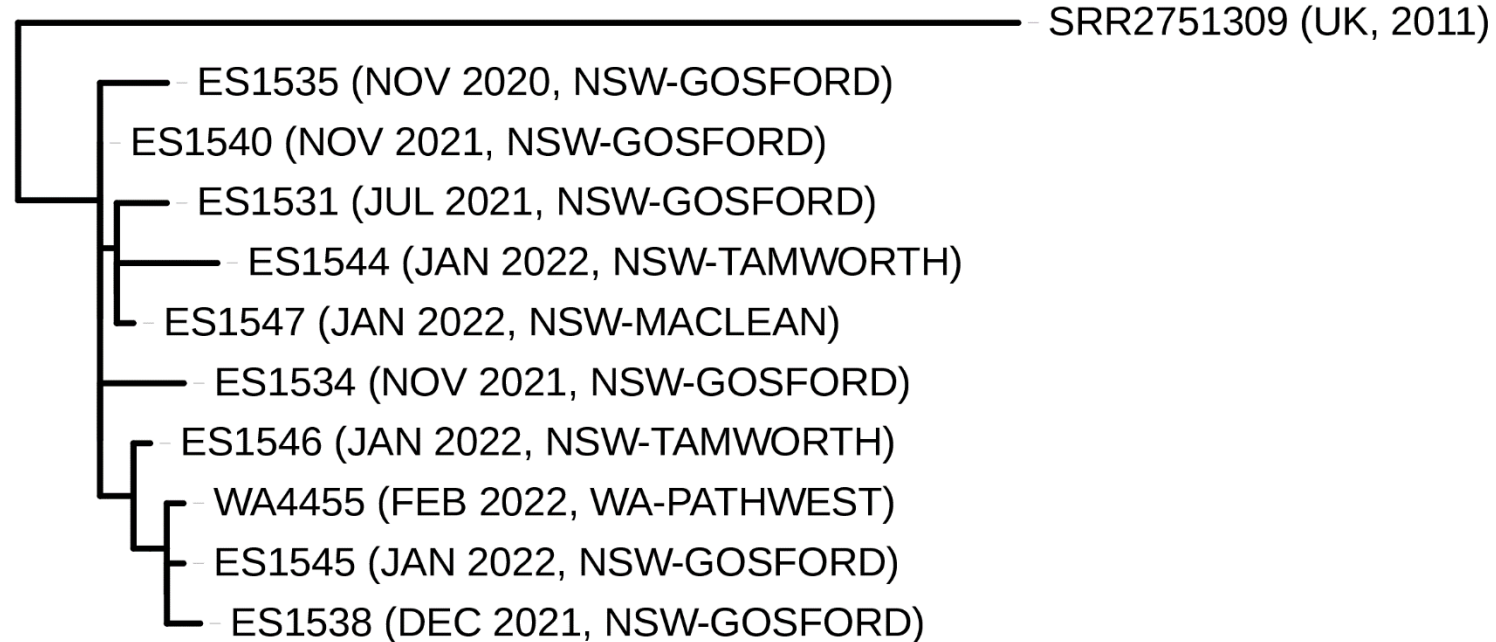 SRR2751309 (UK, 2011)
ES1535 (NOV 2020, NSW-GOSFORD)
ES1540 (NOV 2021, NSW-GOSFORD)
ES1531 (JUL 2021, NSW-GOSFORD)
ES1544 (JAN 2022, NSW-TAMWORTH)
ES1547 (JAN 2022, NSW-MACLEAN)
ES1534 (NOV 2021, NSW-GOSFORD)
ES1546 (JAN 2022, NSW-TAMWORTH)
WA4455 (FEB 2022, WA-PATHWEST)
ES1545 (JAN 2022, NSW-GOSFORD)
ES1538 (DEC 2021, NSW-GOSFORD)